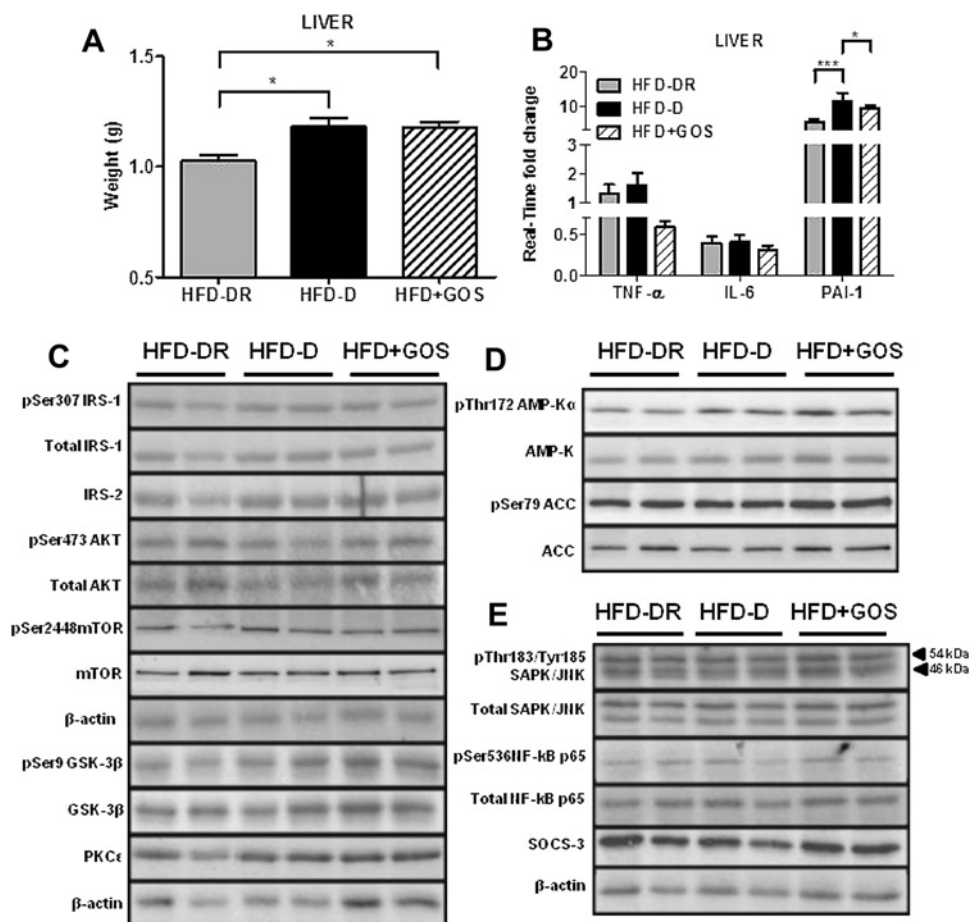 A
LIVER
*
*
Weight (g)
1.5
1.0
0.5
HFD-DR
HFD-D
HFD+GOS
B
LIVER
*
***
HFD-DR
HFD-D
HFD+GOS
Real-Time fold change
20
10
0
2
1
0.5
0.0
TNF-α
IL-6
PAI-1
C
HFD-DR
HFD-D
HFD+GOS
pSer307 IRS-1
Total IRS-1
IRS-2
pSer473 AKT
Total AKT
pSer2448mTOR
mTOR
β-actin
pSer9 GSK-3β
GSK-3β
PKCε
β-actin
D
HFD-DR
HFD-D
HFD+GOS
pThr172 AMP-Kα
AMP-K
pSer79 ACC
ACC
E
HFD-DR
HFD-D
HFD+GOS
pThr183/Tyr185
SAPK/JNK
54 kDa
46 kDa
Total SAPK/JNK
pSer536NF-kB p65
Total NF-kB p65
SOCS-3
β-actin